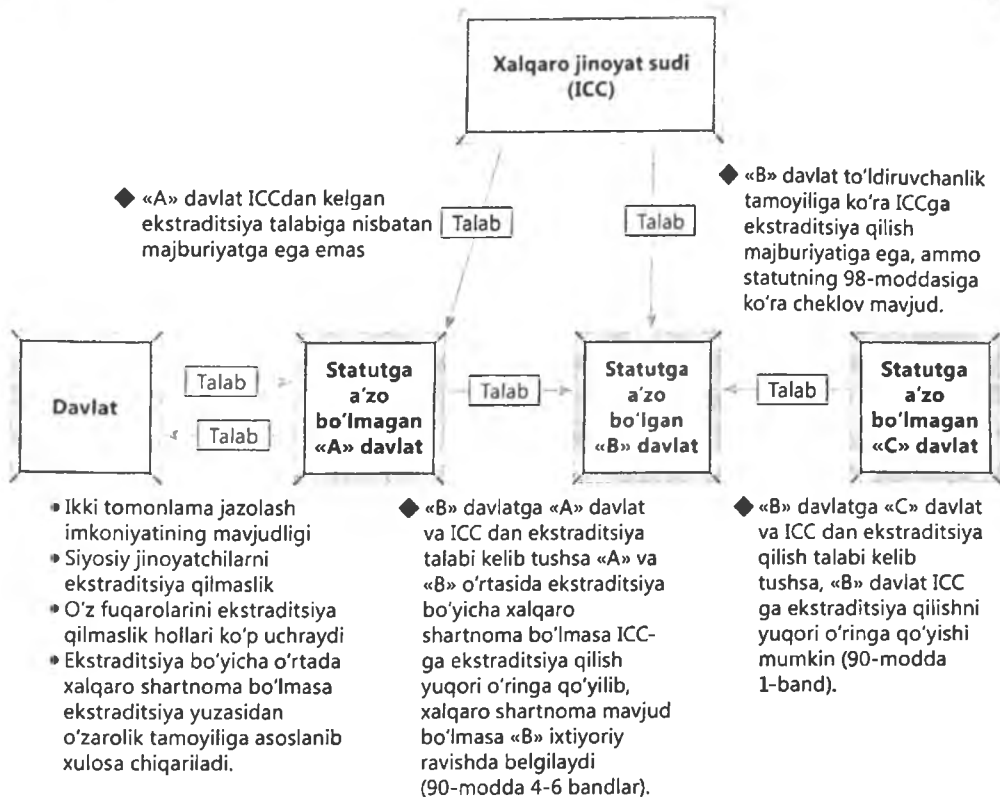 Xalqaro jinoyat sudi
(ICC)
◆ «A» davlat ICCdan kelgan
ekstraditsiya talabiga nisbatan
majburiyatga ega emas
Talab
Talab
◆ «B» davlat to'ldiruvchanlik
tamoyiliga ko'ra ICCga
ekstraditsiya qilish
majburiyatiga ega, ammo
statutning 98-moddasiga
ko'ra cheklov mavjud.
Davlat
Talab
Talab
Statutga
a'zo
bo'lmagan
«A» davlat
Talab
Statutga
a'zo
bo'lgan
«B» davlat
Talab
Statutga
a'zo
bo'lmagan
«C» davlat
• Ikki tomonlama jazolash
imkoniyatining mavjudligi
• Siyosiy jinoyatchilarni
ekstraditsiya qilmaslik
• O'z fuqarolarini ekstraditsiya
qilmaslik hollari ko'p uchraydi
• Ekstraditsiya bo'yicha o'rtada
xalqaro shartnoma bo'lmasa
ekstraditsiya yuzasidan
o'zarolik tamoyiliga asoslanib
xulosa chiqariladi.
◆ «B» davlatga «A» davlat
va ICC dan ekstraditsiya
talabi kelib tushsa «A» va
«B» o'rtasida ekstraditsiya
bo'yicha xalqaro
shartnoma bo'lmasa ICC-
ga ekstraditsiya qilish
yuqori o'ringa qo'yilib,
xalqaro shartnoma mavjud
bo'lmasa «B» ixtiyoriy
ravishda belgilaydi
(90-modda 4-6 bandlar).
◆ «B» davlatga «C» davlat
va ICC dan ekstraditsiya
qilish talabi kelib
tushsa, «B» davlat ICC
ga ekstraditsiya qilishni
yuqori o'ringa qo'yishi
mumkin (90-modda
1-band).